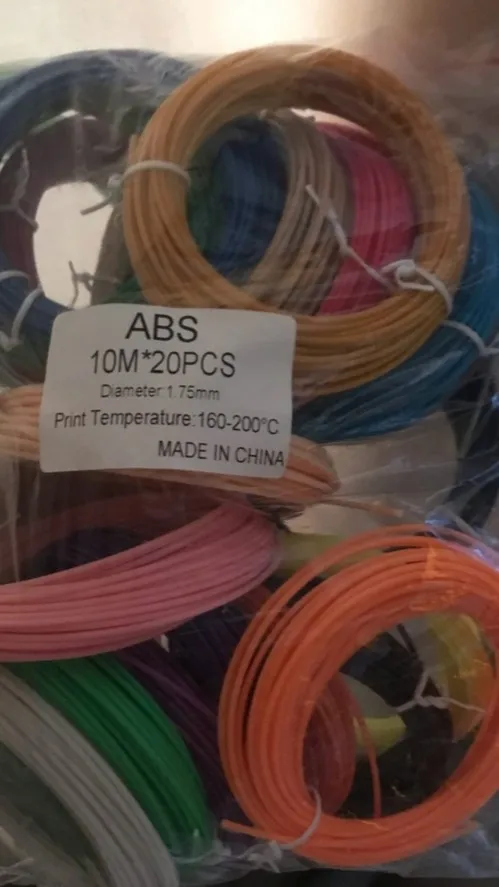 ABS
10M*20PCS
Diameter:1.75mm
Print Temperature:160-200°C
MADE IN CHINA